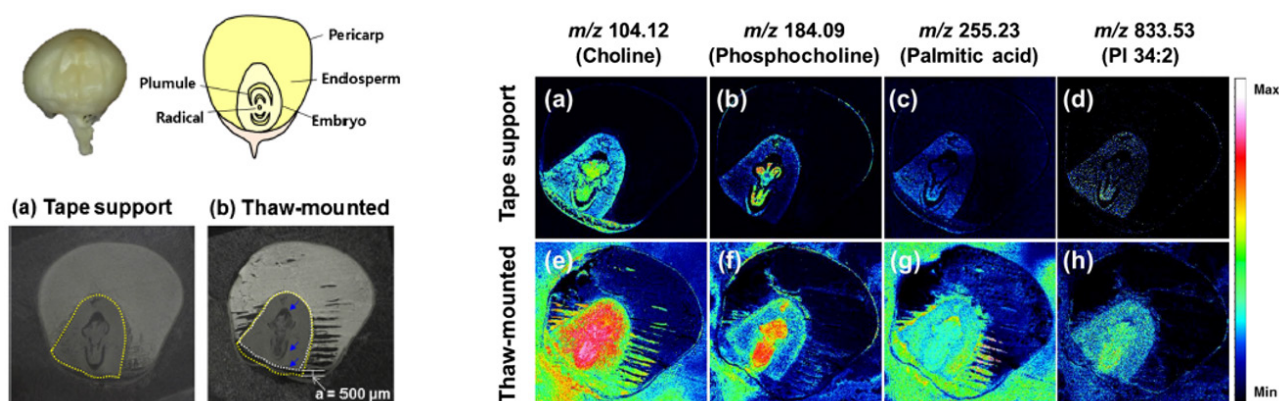 Pericarp
Endosperm
Plumule
Radical
Embryo
(a) Tape support
(b) Thaw-mounted
a = 500 µm
m/z 104.12
(Choline)
m/z 184.09
(Phosphocholine)
m/z 255.23
(Palmitic acid)
m/z 833.53
(PI 34:2)
Tape support
(a)
(b)
(c)
(d)
Thaw-mounted
(e)
(f)
(g)
(h)
Max
Min